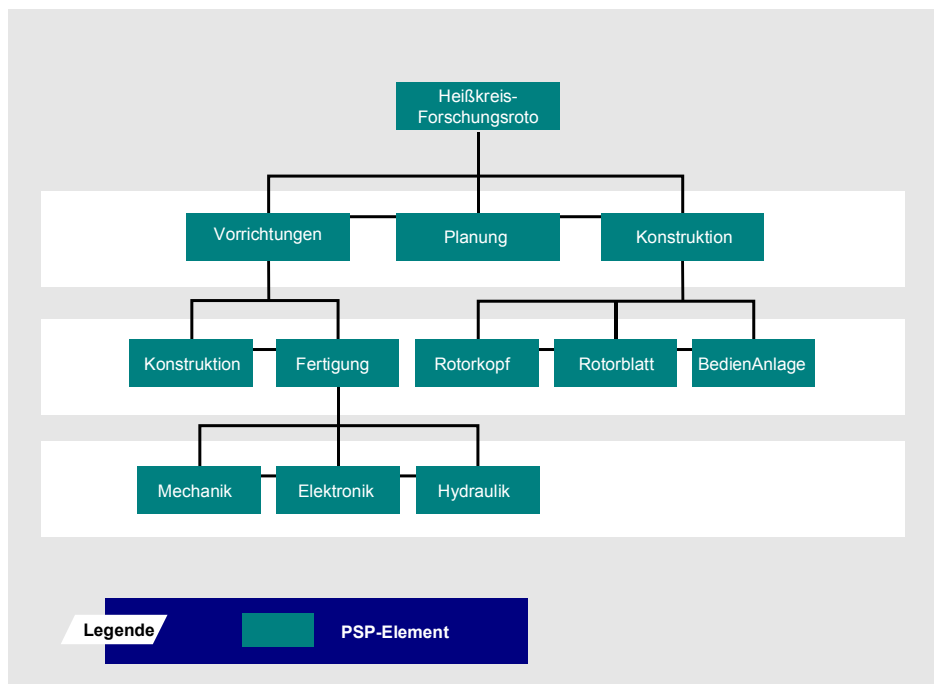 Heißkreis-
Forschungsroto
Vorrichtungen
Planung
Konstruktion
Konstruktion
Fertigung
Rotorkopf
Rotorblatt
BedienAnlage
Mechanik
Elektronik
Hydraulik
Legende
PSP-Element